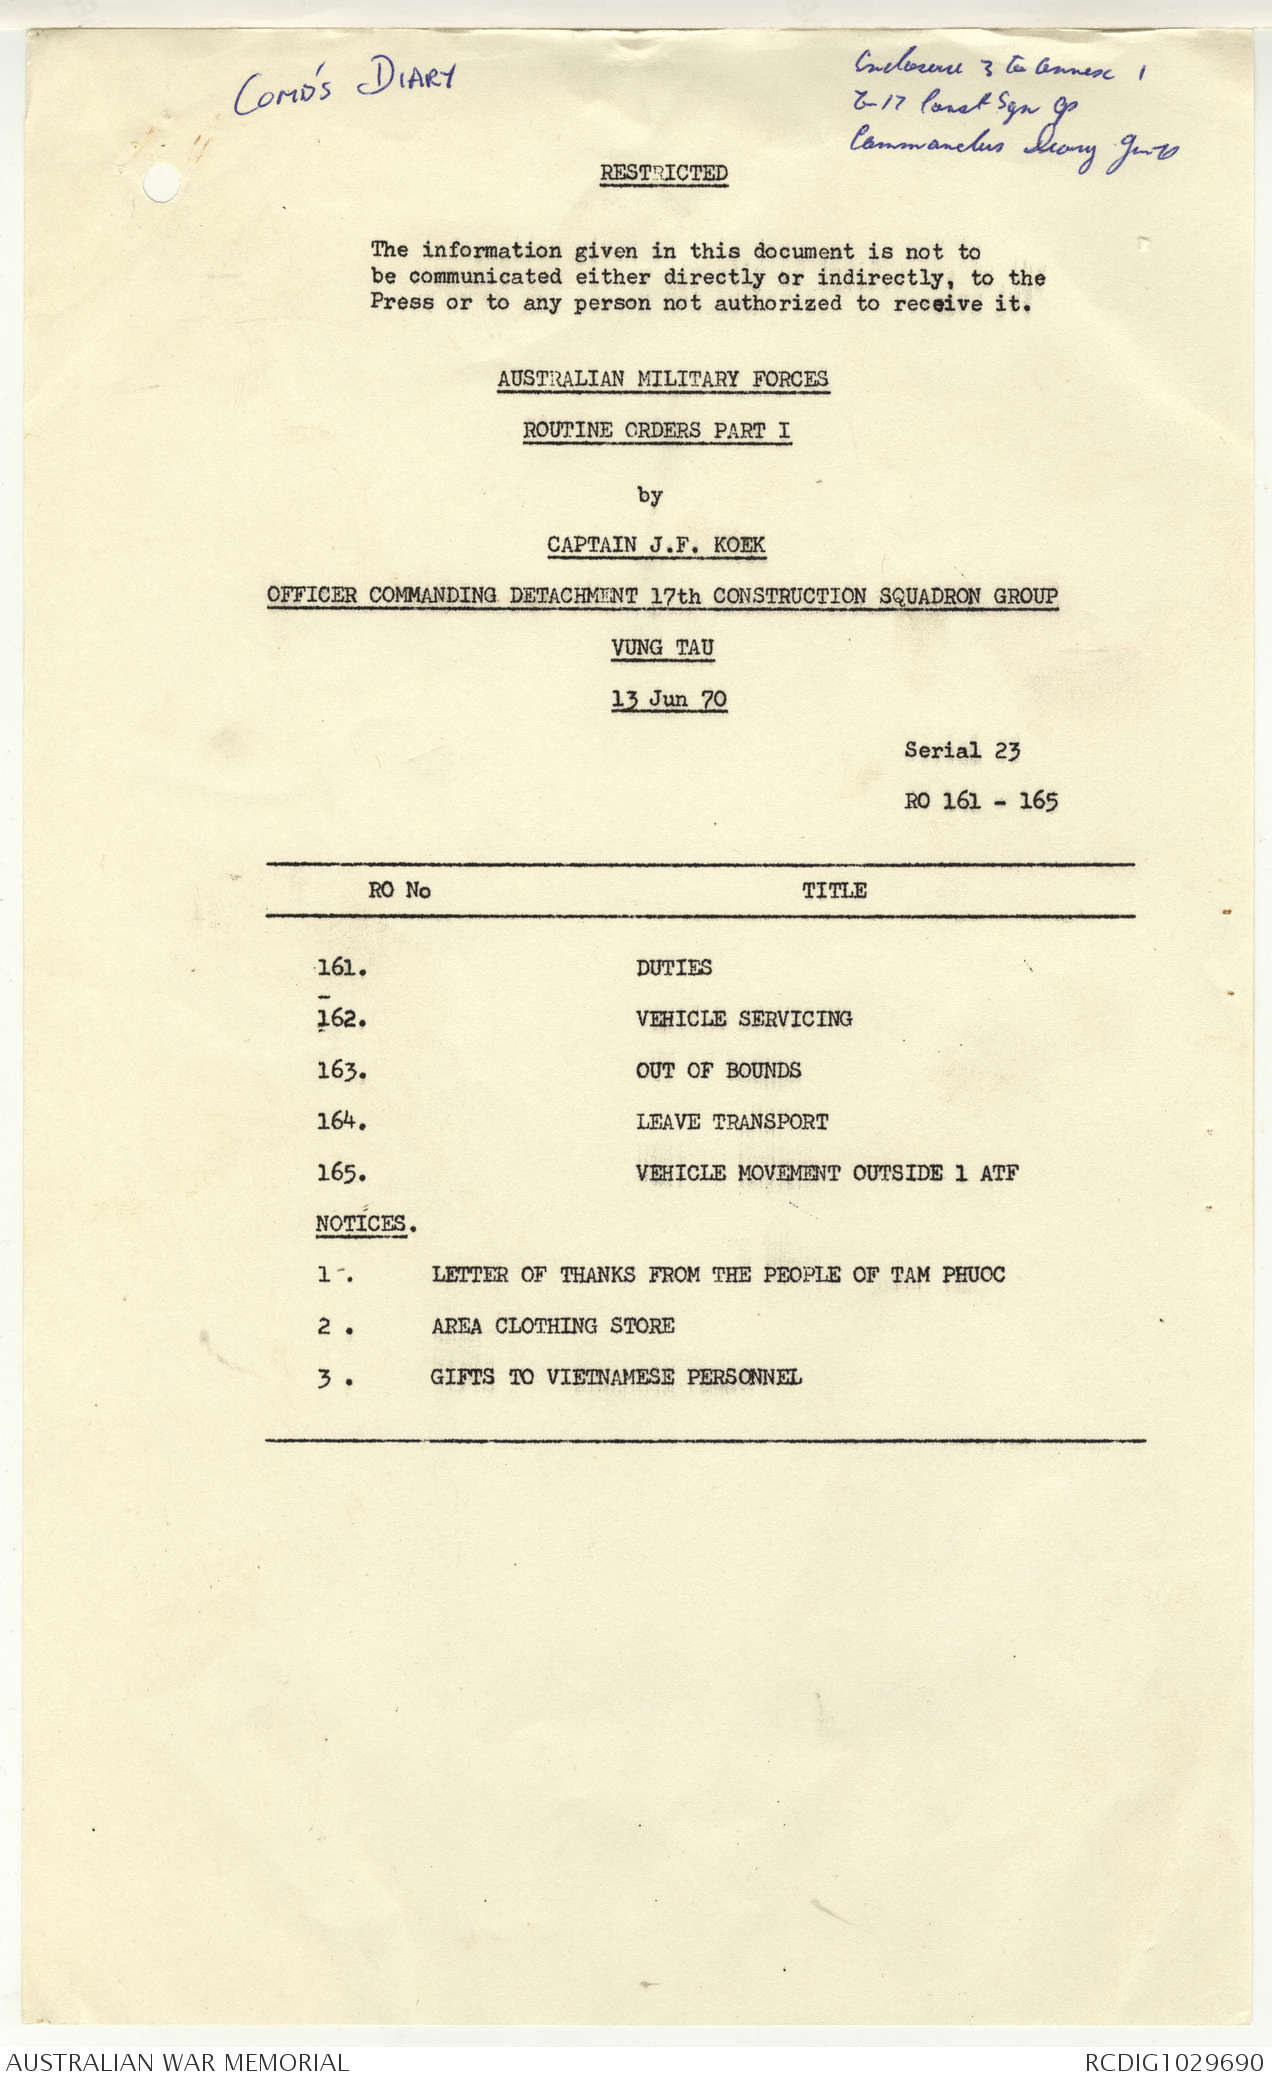 COMD'S DIARY
Enclosure 3 to Annex 1
to 17 Const Sqn Gp
Commanders Diary
RESTRICTED
The information given in this document is not to
be communicated either directly or indirectly, to the
Press or to any person not authorized to receive it.
AUSTRALIAN MILITARY FORCES
ROUTINE ORDERS PART I
by
CAPTAIN J.F. KOEK
OFFICER COMMANDING DETACHMENT 17th CONSTRUCTION SQUADRON GROUP
VUNG TAU
13 Jun 70
Serial 23
RO 161 - 165
RO No TITLE
161. DUTIES
162. VEHICLE SERVICING
163. OUT OF BOUNDS
164. LEAVE TRANSPORT
165. VEHICLE MOVEMENT OUTSIDE 1 ATF
NOTICES.
1 . LETTER OF THANKS FROM THE PEOPLE OF TAM PHUOC
2 . AREA CLOTHING STORE
3 . GIFTS TO VIETNAMESE PERSONNEL
AUSTRALIAN WAR MEMORIAL RCDIG1029690